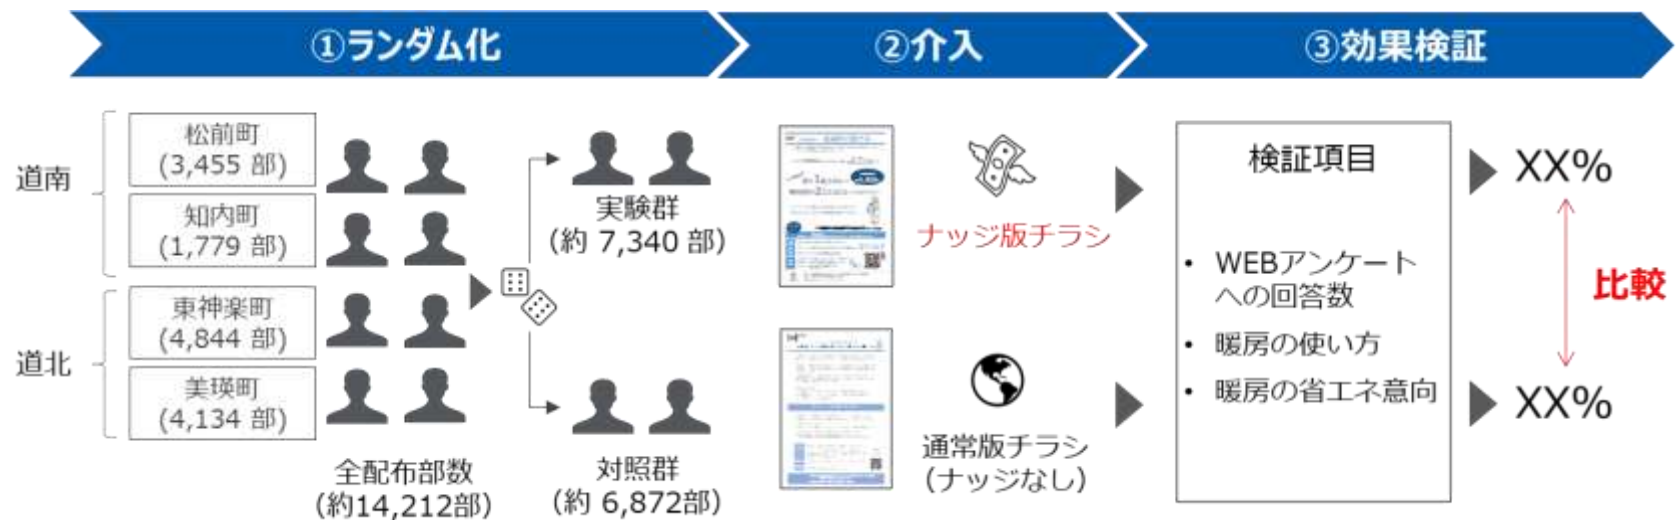 ①ランダム化
②介入
③効果検証
道南
松前町
(3,455 部)
知内町
(1,779 部)
道北
東神楽町
(4,844 部)
美瑛町
(4,134 部)
全配布部数
(約14,212部)
実験群
(約 7,340 部)
対照群
(約 6,872部)
ナッジ版チラシ
通常版チラシ
(ナッジなし)
検証項目
• WEBアンケート
への回答数
• 暖房の使い方
• 暖房の省エネ意向
XX%
比較
XX%